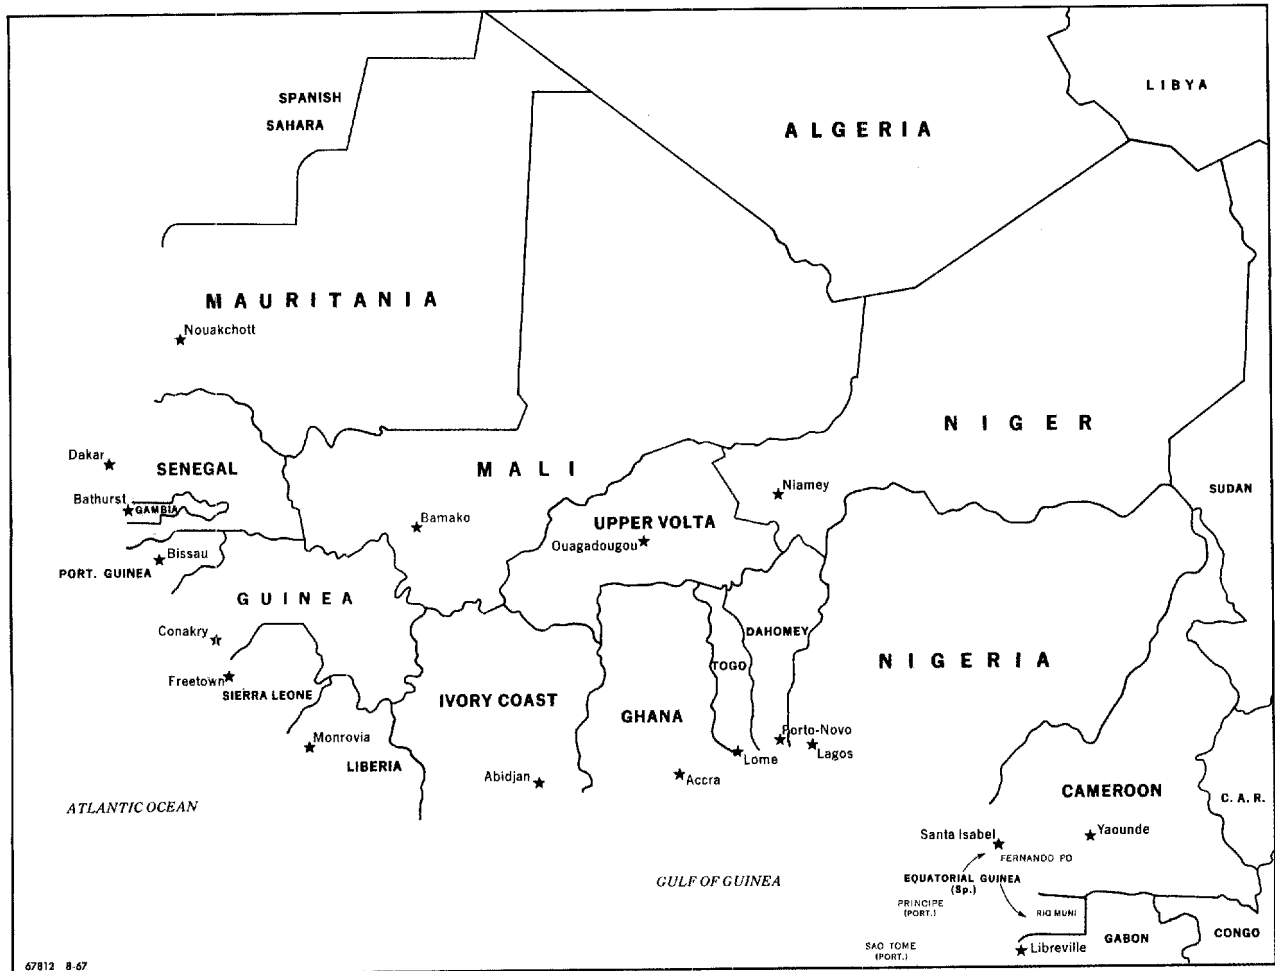 LIBYA
SPANISH
SAHARA
ALGERIA
MAURITANIA
Nouakchott
NIGER
Dakar
SENEGAL
MALI
Niamey
SUDAN
Bathurst
GAMBIA
Bamako
UPPER VOLTA
Ouagadougou
Bissau
PORT. GUINEA
GUINEA
Conakry
DAHOMEY
TOGO
NIGERIA
Freetown
SIERRA LEONE
IVORY COAST
GHANA
Monrovia
Porto-Novo
Lagos
Lome
LIBERIA
Abidjan
Accra
CAMEROON
C. A. R.
ATLANTIC OCEAN
Santa Isabel
Yaounde
FERNANDO PO
EQUATORIAL GUINEA
(Sp.)
GULF OF GUINEA
PRINCIPE
(PORT.)
RIO MUNI
GABON
CONGO
SAO TOME
(PORT.)
Libreville
67812 8-67